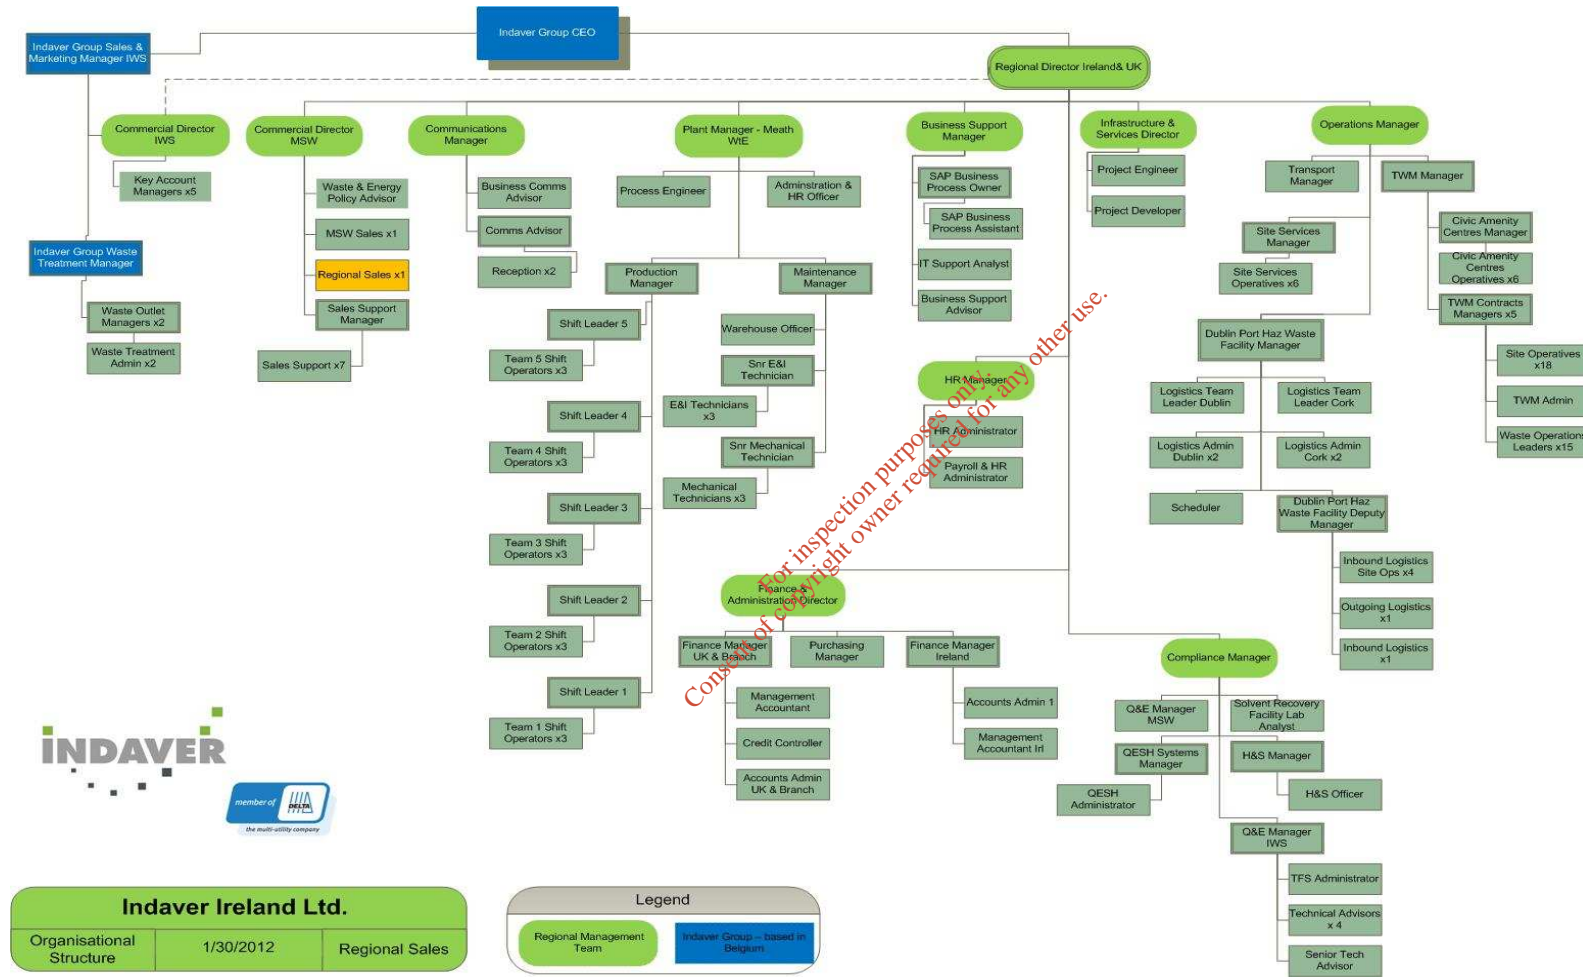 Indaver Group CEO
Indaver Group Sales &
Marketing Manager IWS
Regional Director Ireland& UK
Commercial Director
IWS
Commercial Director
MSW
Communications
Manager
Plant Manager - Meath
WtE
Business Support
Manager
Infrastructure &
Services Director
Operations Manager
Key Account
Managers x5
Waste & Energy
Policy Advisor
MSW Sales x1
Regional Sales x1
Sales Support
Manager
Sales Support x7
Indaver Group Waste
Treatment Manager
Waste Outlet
Managers x2
Waste Treatment
Admin x2
Business Comms
Advisor
Comms Advisor
Reception x2
Process Engineer
Adminstration &
HR Officer
Production
Manager
Maintenance
Manager
Shift Leader 5
Team 5 Shift
Operators x3
Shift Leader 4
Team 4 Shift
Operators x3
Shift Leader 3
Team 3 Shift
Operators x3
Shift Leader 2
Team 2 Shift
Operators x3
Shift Leader 1
Team 1 Shift
Operators x3
Warehouse Officer
Snr E&I
Technician
E&I Technicians
x3
Snr Mechanical
Technician
Mechanical
Technicians x3
SAP Business
Process Owner
SAP Business
Process Assistant
IT Support Analyst
Business Support
Advisor
HR Manager
HR Administrator
Payroll & HR
Administrator
Project Engineer
Project Developer
Transport
Manager
TWM Manager
Site Services
Manager
Site Services
Operatives x6
Civic Amenity
Centres Manager
Civic Amenity
Centres
Operatives x6
TWM Contracts
Managers x5
Site Operatives
x18
TWM Admin
Waste Operations
Leaders x15
Dublin Port Haz Waste
Facility Manager
Logistics Team
Leader Dublin
Logistics Team
Leader Cork
Logistics Admin
Dublin x2
Logistics Admin
Cork x2
Scheduler
Dublin Port Haz
Waste Facility Deputy
Manager
Inbound Logistics
Site Ops x4
Outgoing Logistics
x1
Inbound Logistics
x1
Finance &
Administration Director
Finance Manager
UK & Branch
Purchasing
Manager
Finance Manager
Ireland
Management
Accountant
Credit Controller
Accounts Admin
UK & Branch
Accounts Admin 1
Management
Accountant Irl
Compliance Manager
Q&E Manager
MSW
Solvent Recovery
Facility Lab
Analyst
QESH Systems
Manager
H&S Manager
QESH
Administrator
H&S Officer
Q&E Manager
IWS
TFS Administrator
Technical Advisors
x 4
Senior Tech
Advisor
For inspection purposes only.
Consent of copyright owner required for any other use.
INDAVER
member of
DELTA
the multi-utility company
Indaver Ireland Ltd.
Organisational
Structure
1/30/2012
Regional Sales
Legend
Regional Management
Team
Indaver Group – based in
Belgium